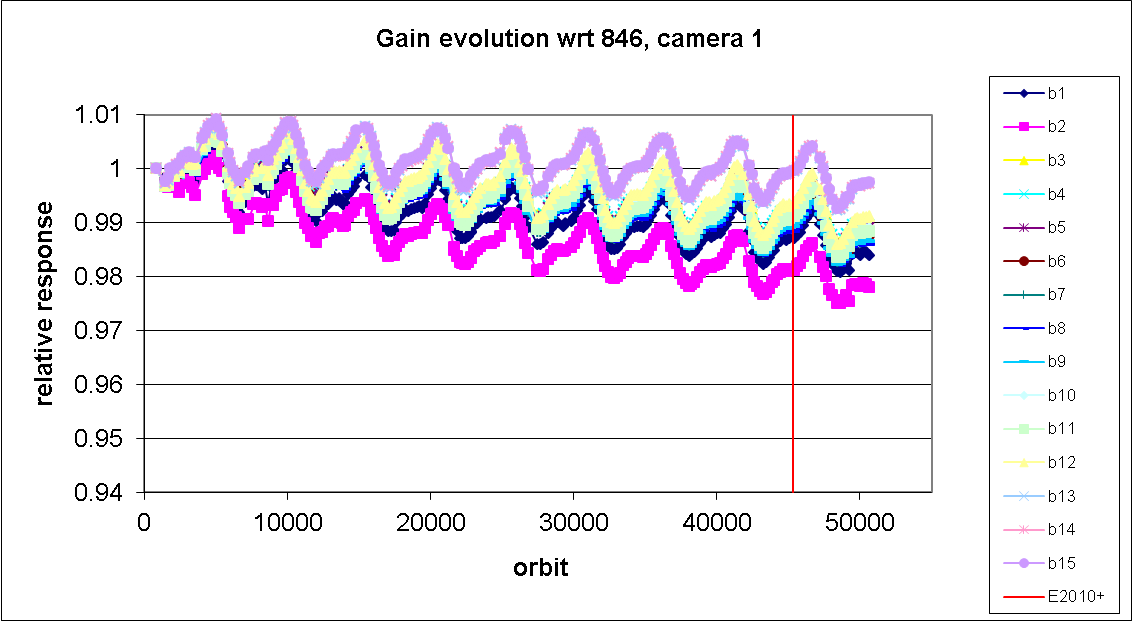 Gain evolution wrt 846, camera 1
relative response
1.01
1
0.99
0.98
0.97
0.96
0.95
0.94
0 10000 20000 30000 40000 50000
orbit
b1
b2
b3
b4
b5
b6
b7
b8
b9
b10
b11
b12
b13
b14
b15
E2010+